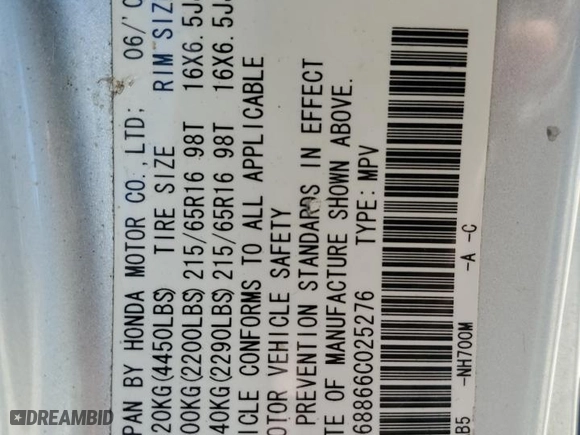 PAN BY HONDA MOTOR CO.,LTD; 06/'0
20KG(4450LBS) TIRE SIZE RIM SIZ
00KG(2200LBS) 215/65R16 98T 16X6.5J
40KG(2290LBS) 215/65R16 98T 16X6.5J
ICLE CONFORMS TO ALL APPLICABLE
OTOR VEHICLE SAFETY
PREVENTION STANDARDS IN EFFECT
TE OF MANUFACTURE SHOWN ABOVE.
68866C025276 TYPE: MPV
B5 -NH700M -A -C
DREAMBID